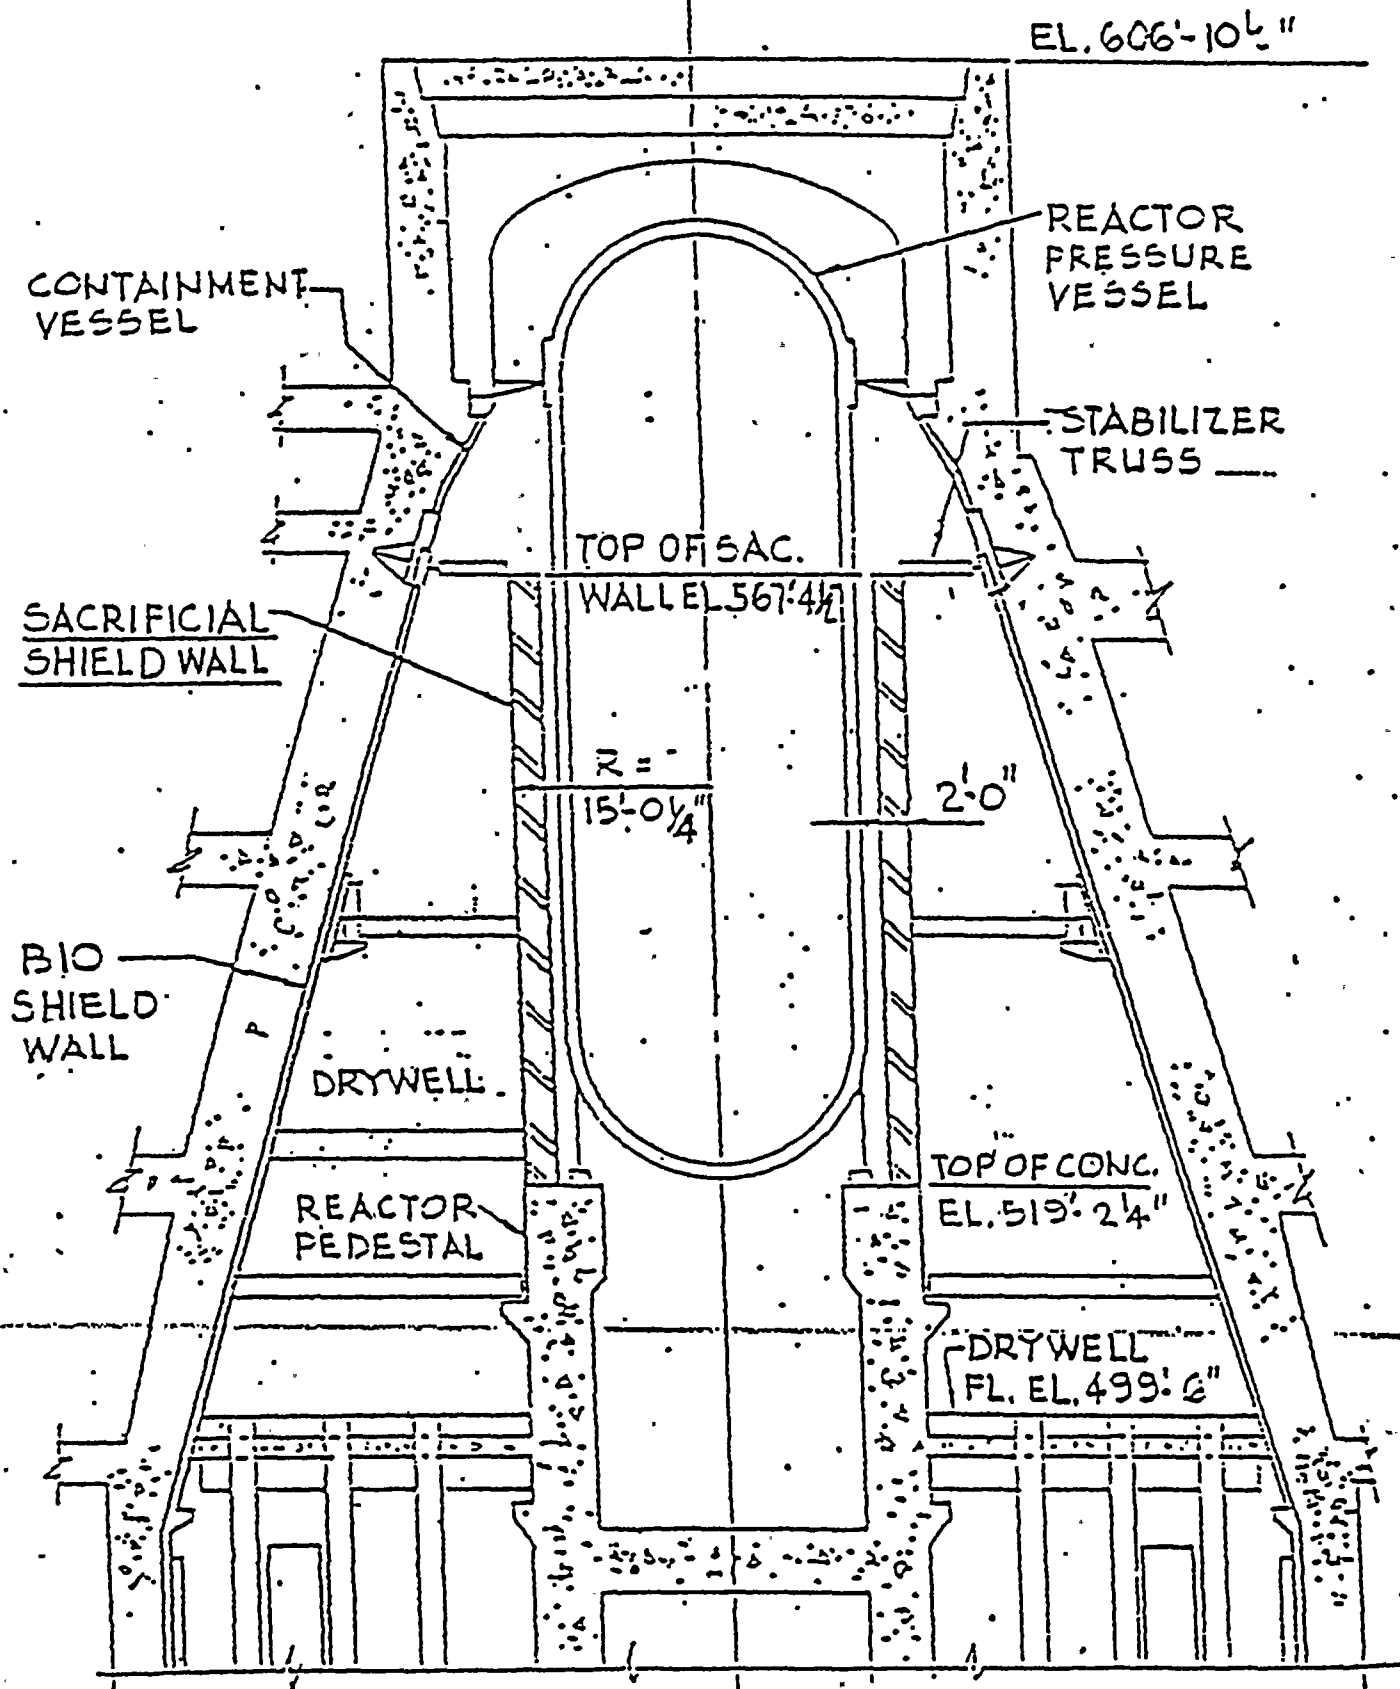 EL. 606'-10 "
REACTOR
PRESSURE
VESSEL
CONTAINMENT
VESSEL
STABILIZER
TRUSS
TOP OF SAC.
WALL EL. 567'-4½
SACRIFICIAL
SHIELD WALL
R =
15'-0¼"
2'-0"
BIO
SHIELD
WALL
DRYWELL
TOP OF CONC.
EL. 519'-2¼"
REACTOR
PEDESTAL
DRYWELL
FL. EL. 499'-6"